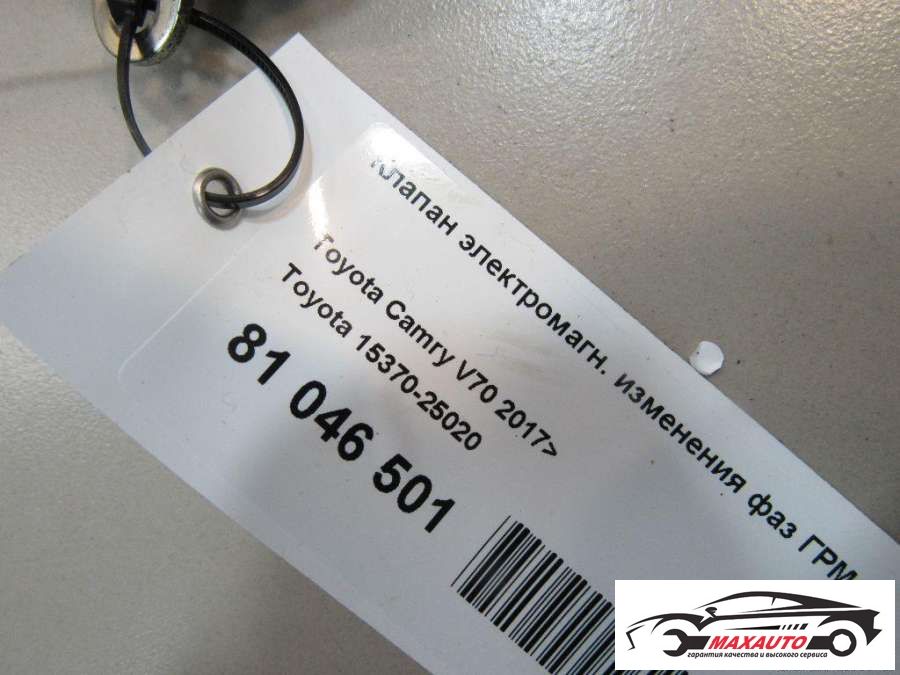 Клапан электромагн. изменения фаз ГРМ
Toyota Camry V70 2017>
Toyota 15370-25020
81 046 501
MAXAUTO
гарантия качества и высокого сервиса